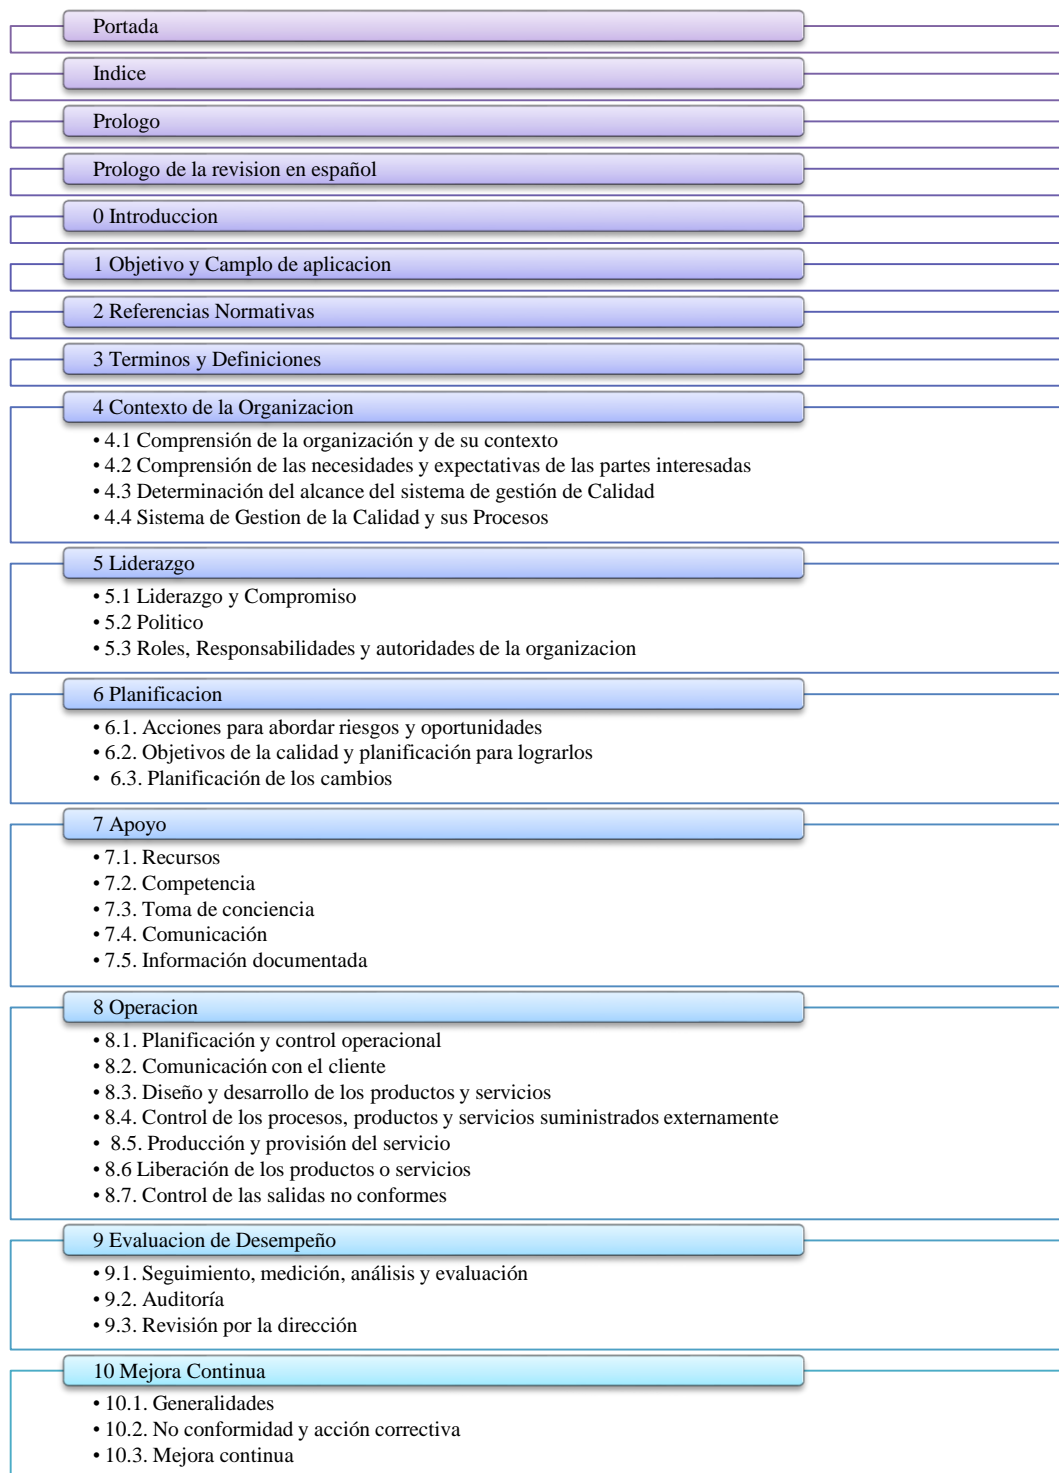 Portada
Indice
Prologo
Prologo de la revision en español
0 Introduccion
1 Objetivo y Camplo de aplicacion
2 Referencias Normativas
3 Terminos y Definiciones
4 Contexto de la Organizacion
• 4.1 Comprensión de la organización y de su contexto
• 4.2 Comprensión de las necesidades y expectativas de las partes interesadas
• 4.3 Determinación del alcance del sistema de gestión de Calidad
• 4.4 Sistema de Gestion de la Calidad y sus Procesos
5 Liderazgo
• 5.1 Liderazgo y Compromiso
• 5.2 Politico
• 5.3 Roles, Responsabilidades y autoridades de la organizacion
6 Planificacion
• 6.1. Acciones para abordar riesgos y oportunidades
• 6.2. Objetivos de la calidad y planificación para lograrlos
• 6.3. Planificación de los cambios
7 Apoyo
• 7.1. Recursos
• 7.2. Competencia
• 7.3. Toma de conciencia
• 7.4. Comunicación
• 7.5. Información documentada
8 Operacion
• 8.1. Planificación y control operacional
• 8.2. Comunicación con el cliente
• 8.3. Diseño y desarrollo de los productos y servicios
• 8.4. Control de los procesos, productos y servicios suministrados externamente
• 8.5. Producción y provisión del servicio
• 8.6 Liberación de los productos o servicios
• 8.7. Control de las salidas no conformes
9 Evaluacion de Desempeño
• 9.1. Seguimiento, medición, análisis y evaluación
• 9.2. Auditoría
• 9.3. Revisión por la dirección
10 Mejora Continua
• 10.1. Generalidades
• 10.2. No conformidad y acción correctiva
• 10.3. Mejora continua